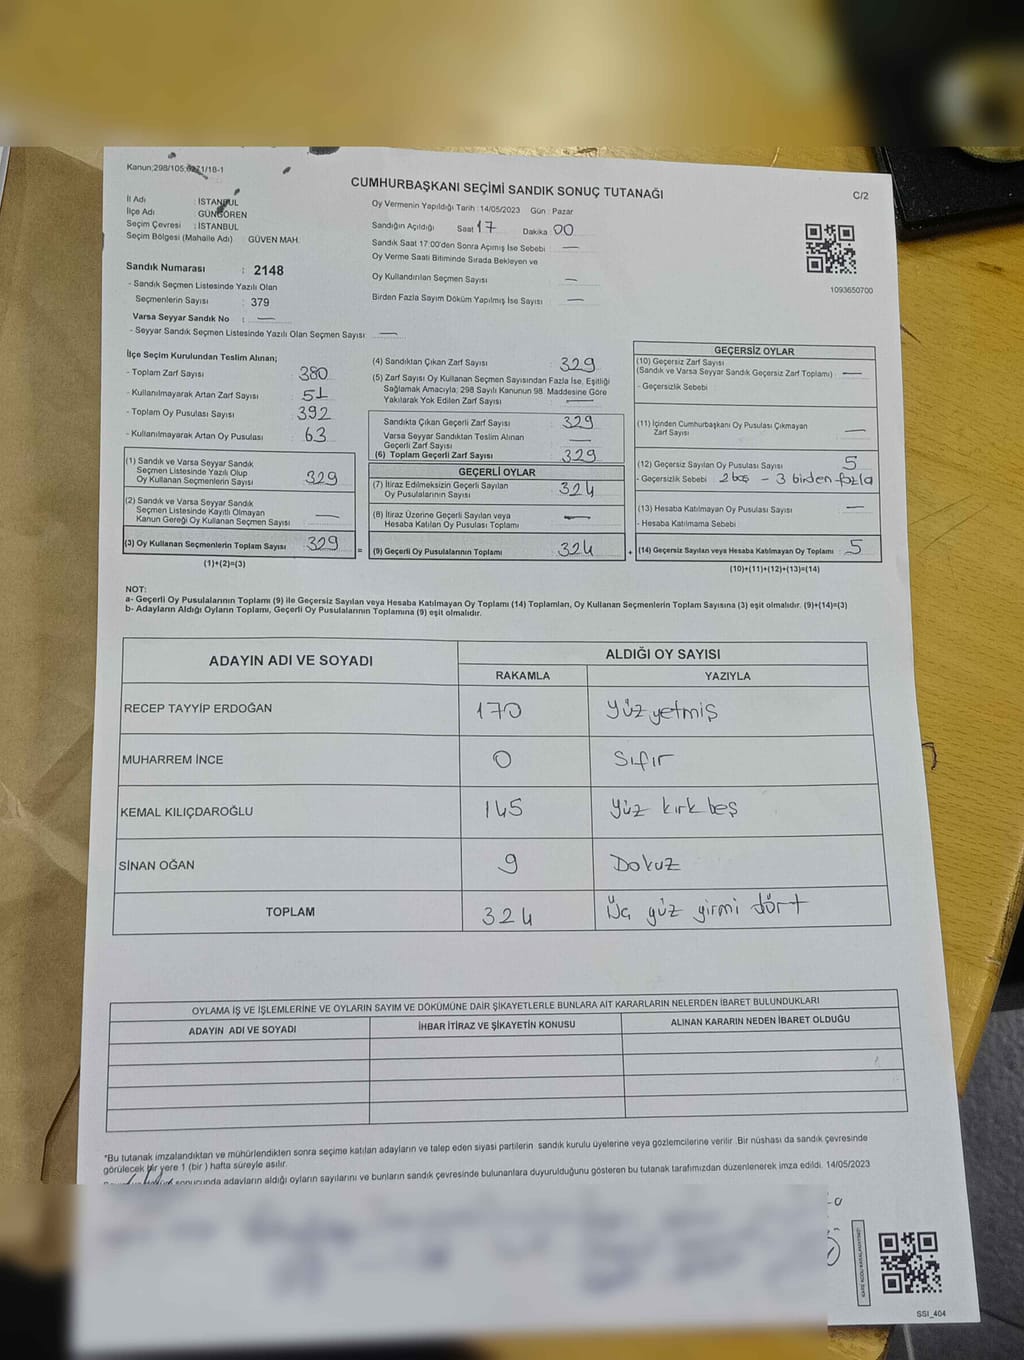 Kanun;298/105;6271/18-1
CUMHURBAŞKANI SEÇİMİ SANDIK SONUÇ TUTANAĞI
C/2
İl Adı : İSTANBUL
İlçe Adı : GÜNGÖREN
Seçim Çevresi : İSTANBUL
Seçim Bölgesi (Mahalle Adı) : GÜVEN MAH.
Oy Vermenin Yapıldığı Tarih : 14/05/2023 Gün : Pazar
Sandığın Açıldığı Saat 17 Dakika 00
Sandık Saat 17:00'den Sonra Açımış İse Sebebi : —
Oy Verme Saati Bitiminde Sırada Bekleyen ve
Oy Kullandırılan Seçmen Sayısı —
Birden Fazla Sayım Döküm Yapılmış İse Sayısı —
1093650700
Sandık Numarası : 2148
- Sandık Seçmen Listesinde Yazılı Olan
Seçmenlerin Sayısı : 379
Varsa Seyyar Sandık No : —
- Seyyar Sandık Seçmen Listesinde Yazılı Olan Seçmen Sayısı: —
İlçe Seçim Kurulundan Teslim Alınan;
- Toplam Zarf Sayısı 380
- Kullanılmayarak Artan Zarf Sayısı 51
- Toplam Oy Pusulası Sayısı 392
- Kullanılmayarak Artan Oy Pusulası 63
(1) Sandık ve Varsa Seyyar Sandık
Seçmen Listesinde Yazılı Olup
Oy Kullanan Seçmenlerin Sayısı 329
(2) Sandık ve Varsa Seyyar Sandık
Seçmen Listesinde Kayıtlı Olmayan
Kanun Gereği Oy Kullanan Seçmen Sayısı —
(3) Oy Kullanan Seçmenlerin Toplam Sayısı 329
(1)+(2)=(3)
(4) Sandıktan Çıkan Zarf Sayısı 329
(5) Zarf Sayısı Oy Kullanan Seçmen Sayısından Fazla İse, Eşitliği
Sağlamak Amacıyla; 298 Sayılı Kanunun 98. Maddesine Göre
Yakılarak Yok Edilen Zarf Sayısı —
Sandıkta Çıkan Geçerli Zarf Sayısı 329
Varsa Seyyar Sandıktan Teslim Alınan
Geçerli Zarf Sayısı —
(6) Toplam Geçerli Zarf Sayısı 329
GEÇERLİ OYLAR
(7) İtiraz Edilmeksizin Geçerli Sayılan
Oy Pusulalarının Sayısı 324
(8) İtiraz Üzerine Geçerli Sayılan veya
Hesaba Katılan Oy Pusulası Toplamı —
= (9) Geçerli Oy Pusulalarının Toplamı 324
GEÇERSİZ OYLAR
(10) Geçersiz Zarf Sayısı
(Sandık ve Varsa Seyyar Sandık Geçersiz Zarf Toplamı) : —
- Geçersizlik Sebebi :
(11) İçinden Cumhurbaşkanı Oy Pusulası Çıkmayan
Zarf Sayısı —
(12) Geçersiz Sayılan Oy Pusulası Sayısı : 5
- Geçersizlik Sebebi : 2 boş - 3 birden fazla
(13) Hesaba Katılmayan Oy Pusulası Sayısı —
- Hesaba Katılmama Sebebi :
+ (14) Geçersiz Sayılan veya Hesaba Katılmayan Oy Toplamı : 5
(10)+(11)+(12)+(13)=(14)
NOT:
a- Geçerli Oy Pusulalarının Toplamı (9) ile Geçersiz Sayılan veya Hesaba Katılmayan Oy Toplamı (14) Toplamları, Oy Kullanan Seçmenlerin Toplam Sayısına (3) eşit olmalıdır. (9)+(14)=(3)
b- Adayların Aldığı Oyların Toplamı, Geçerli Oy Pusulalarının Toplamına (9) eşit olmalıdır.
ADAYIN ADI VE SOYADI
ALDIĞI OY SAYISI
RAKAMLA YAZIYLA
RECEP TAYYİP ERDOĞAN 170 Yüz yetmiş
MUHARREM İNCE 0 Sıfır
KEMAL KILIÇDAROĞLU 145 Yüz kırk beş
SİNAN OĞAN 9 Dokuz
TOPLAM 324 Üç yüz yirmi dört
OYLAMA İŞ VE İŞLEMLERİNE VE OYLARIN SAYIM VE DÖKÜMÜNE DAİR ŞİKAYETLERLE BUNLARA AİT KARARLARIN NELERDEN İBARET BULUNDUKLARI
ADAYIN ADI VE SOYADI İHBAR İTİRAZ VE ŞİKAYETİN KONUSU ALINAN KARARIN NEDEN İBARET OLDUĞU
*Bu tutanak imzalandıktan ve mühürlendikten sonra seçime katılan adayların ve talep eden siyasi partilerin sandık kurulu üyelerine veya gözlemcilerine verilir. Bir nüshası da sandık çevresinde
görülecek bir yere 1 (bir ) hafta süreyle asılır.
sonucunda adayların aldığı oyların sayılarını ve bunların sandık çevresinde bulunanlara duyurulduğunu gösteren bu tutanak tarafımızdan düzenlenerek imza edildi. 14/05/2023
SSI_404